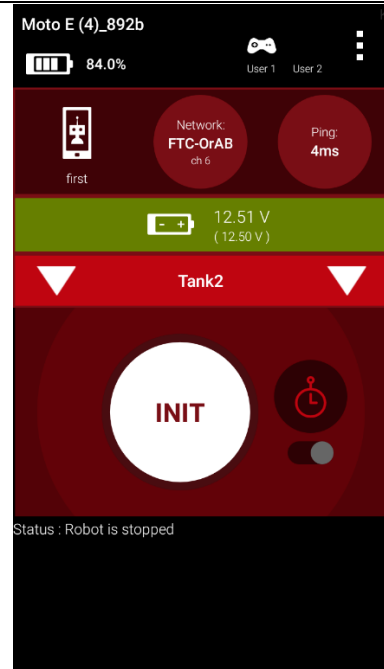 Moto E (4)_892b
84.0%
User 1 User 2
first
Network:
FTC-OrAB
ch 6
Ping:
4ms
12.51 V
( 12.50 V )
Tank2
INIT
Status : Robot is stopped